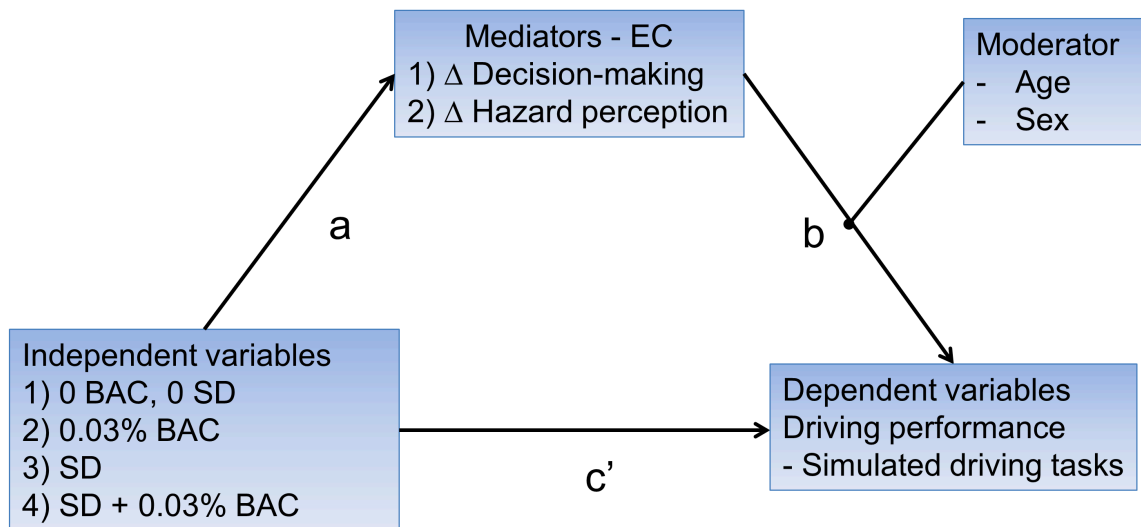 Mediators - EC
1) Δ Decision-making
2) Δ Hazard perception
Moderator
- Age
- Sex
a
b
Independent variables
1) 0 BAC, 0 SD
2) 0.03% BAC
3) SD
4) SD + 0.03% BAC
c’
Dependent variables
Driving performance
- Simulated driving tasks